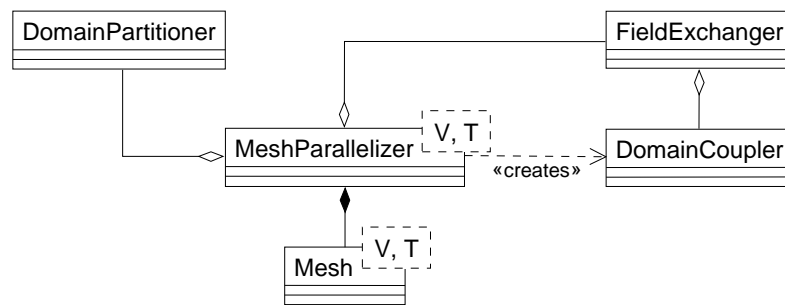 DomainPartitioner
FieldExchanger
V, T
MeshParallelizer
DomainCoupler
«creates»
V, T
Mesh